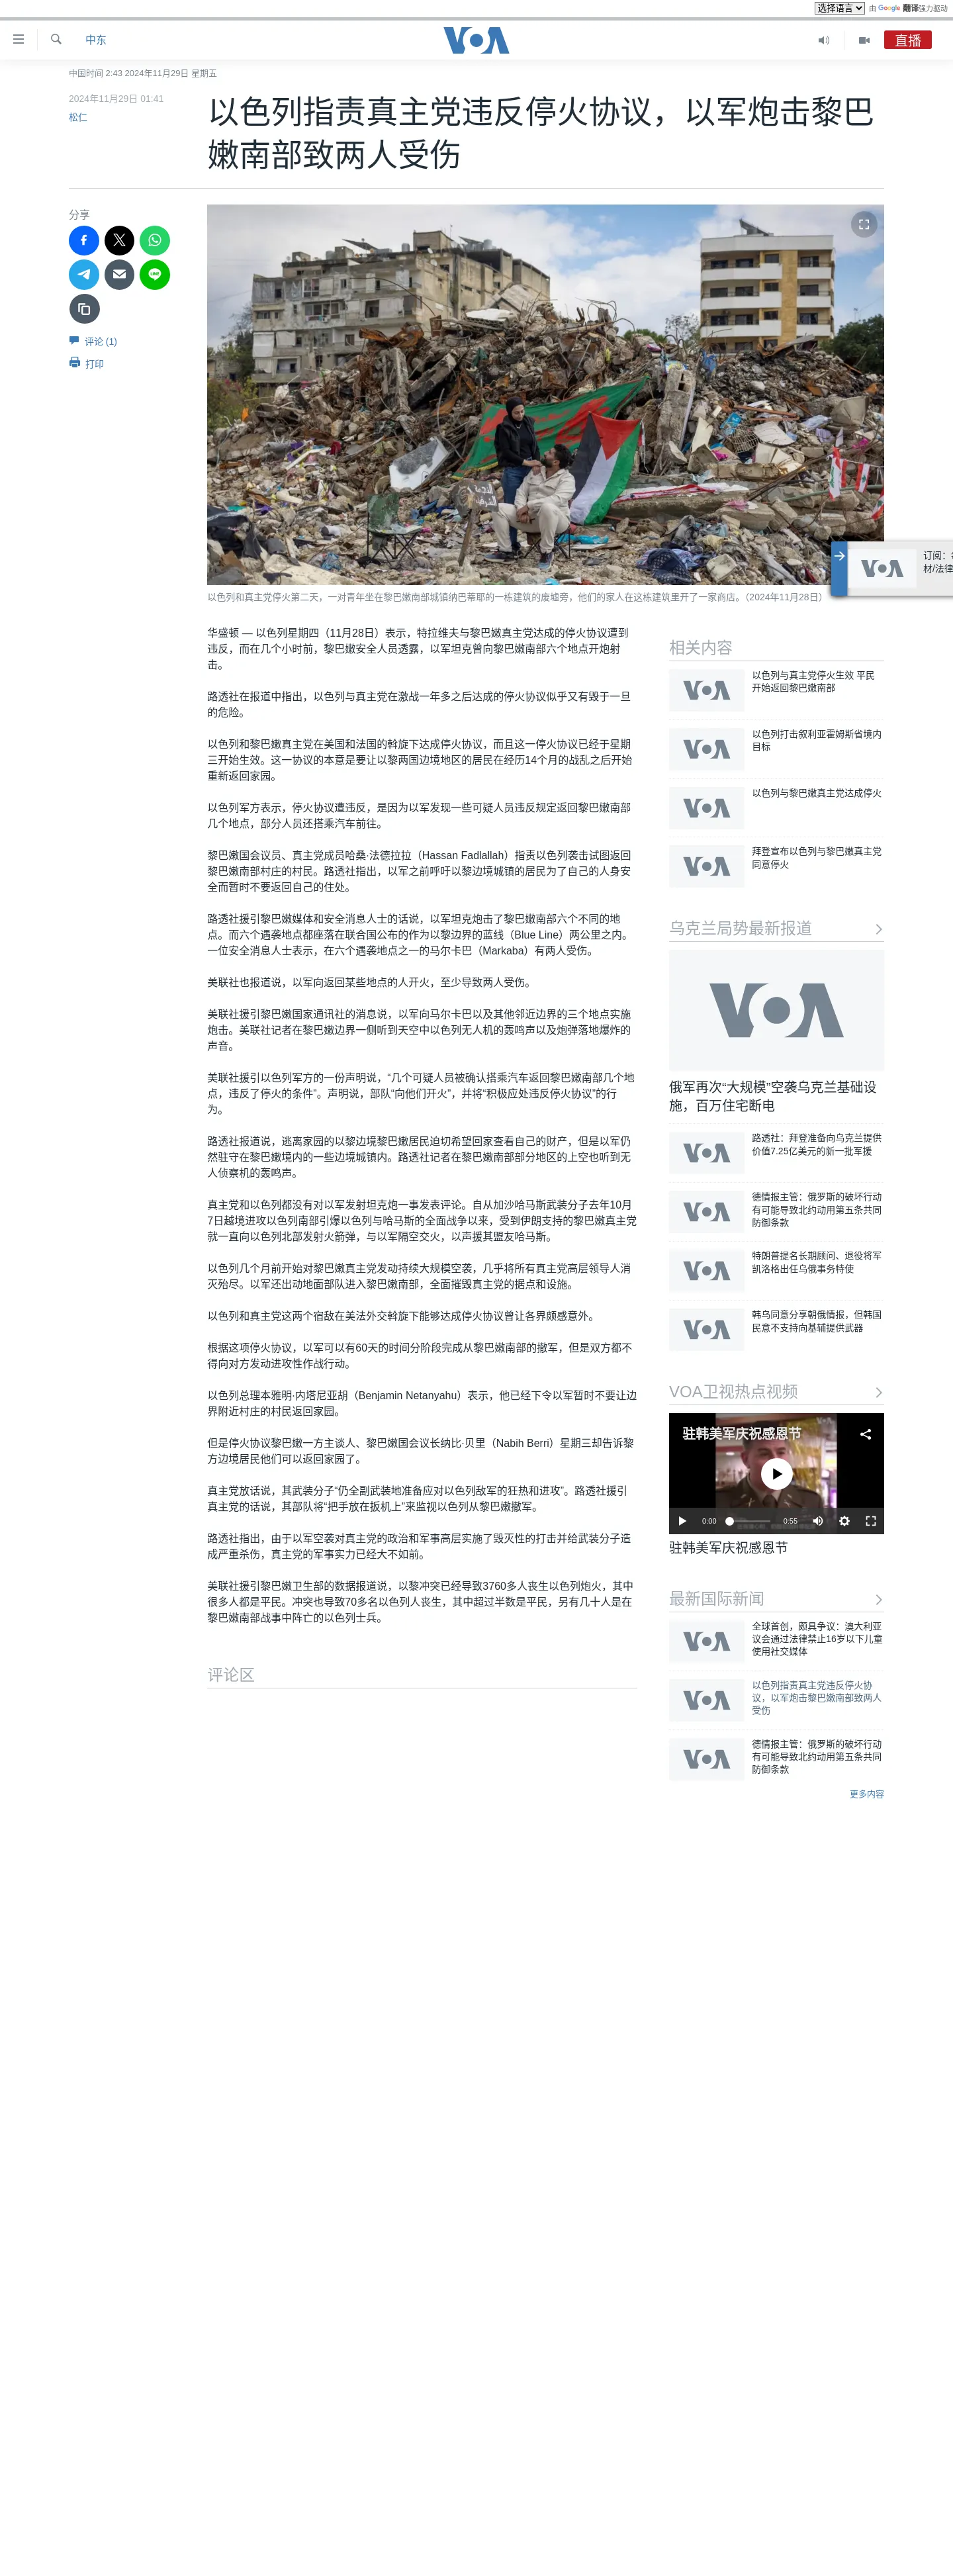 选择语言 由 Google 翻译强力驱动
中东
VOA
直播
中国时间 2:43 2024年11月29日 星期五
2024年11月29日 01:41
松仁
以色列指责真主党违反停火协议，以军炮击黎巴
嫩南部致两人受伤
分享
评论 (1)
打印
订阅：
材/法律
以色列和真主党停火第二天，一对青年坐在黎巴嫩南部城镇纳巴蒂耶的一栋建筑的废墟旁，他们的家人在这栋建筑里开了一家商店。（2024年11月28日）
华盛顿 — 以色列星期四（11月28日）表示，特拉维夫与黎巴嫩真主党达成的停火协议遭到
违反，而在几个小时前，黎巴嫩安全人员透露，以军坦克曾向黎巴嫩南部六个地点开炮射
击。
路透社在报道中指出，以色列与真主党在激战一年多之后达成的停火协议似乎又有毁于一旦
的危险。
以色列和黎巴嫩真主党在美国和法国的斡旋下达成停火协议，而且这一停火协议已经于星期
三开始生效。这一协议的本意是要让以黎两国边境地区的居民在经历14个月的战乱之后开始
重新返回家园。
以色列军方表示，停火协议遭违反，是因为以军发现一些可疑人员违反规定返回黎巴嫩南部
几个地点，部分人员还搭乘汽车前往。
黎巴嫩国会议员、真主党成员哈桑·法德拉拉（Hassan Fadlallah）指责以色列袭击试图返回
黎巴嫩南部村庄的村民。路透社指出，以军之前呼吁以黎边境城镇的居民为了自己的人身安
全而暂时不要返回自己的住处。
路透社援引黎巴嫩媒体和安全消息人士的话说，以军坦克炮击了黎巴嫩南部六个不同的地
点。而六个遇袭地点都座落在联合国公布的作为以黎边界的蓝线（Blue Line）两公里之内。
一位安全消息人士表示，在六个遇袭地点之一的马尔卡巴（Markaba）有两人受伤。
美联社也报道说，以军向返回某些地点的人开火，至少导致两人受伤。
美联社援引黎巴嫩国家通讯社的消息说，以军向马尔卡巴以及其他邻近边界的三个地点实施
炮击。美联社记者在黎巴嫩边界一侧听到天空中以色列无人机的轰鸣声以及炮弹落地爆炸的
声音。
美联社援引以色列军方的一份声明说，“几个可疑人员被确认搭乘汽车返回黎巴嫩南部几个地
点，违反了停火的条件”。声明说，部队“向他们开火”，并将“积极应处违反停火协议”的行
为。
路透社报道说，逃离家园的以黎边境黎巴嫩居民迫切希望回家查看自己的财产，但是以军仍
然驻守在黎巴嫩境内的一些边境城镇内。路透社记者在黎巴嫩南部部分地区的上空也听到无
人侦察机的轰鸣声。
真主党和以色列都没有对以军发射坦克炮一事发表评论。自从加沙哈马斯武装分子去年10月
7日越境进攻以色列南部引爆以色列与哈马斯的全面战争以来，受到伊朗支持的黎巴嫩真主党
就一直向以色列北部发射火箭弹，与以军隔空交火，以声援其盟友哈马斯。
以色列几个月前开始对黎巴嫩真主党发动持续大规模空袭，几乎将所有真主党高层领导人消
灭殆尽。以军还出动地面部队进入黎巴嫩南部，全面摧毁真主党的据点和设施。
以色列和真主党这两个宿敌在美法外交斡旋下能够达成停火协议曾让各界颇感意外。
根据这项停火协议，以军可以有60天的时间分阶段完成从黎巴嫩南部的撤军，但是双方都不
得向对方发动进攻性作战行动。
以色列总理本雅明·内塔尼亚胡（Benjamin Netanyahu）表示，他已经下令以军暂时不要让边
界附近村庄的村民返回家园。
但是停火协议黎巴嫩一方主谈人、黎巴嫩国会议长纳比·贝里（Nabih Berri）星期三却告诉黎
方边境居民他们可以返回家园了。
真主党放话说，其武装分子“仍全副武装地准备应对以色列敌军的狂热和进攻”。路透社援引
真主党的话说，其部队将“把手放在扳机上”来监视以色列从黎巴嫩撤军。
路透社指出，由于以军空袭对真主党的政治和军事高层实施了毁灭性的打击并给武装分子造
成严重杀伤，真主党的军事实力已经大不如前。
美联社援引黎巴嫩卫生部的数据报道说，以黎冲突已经导致3760多人丧生以色列炮火，其中
很多人都是平民。冲突也导致70多名以色列人丧生，其中超过半数是平民，另有几十人是在
黎巴嫩南部战事中阵亡的以色列士兵。
评论区
相关内容
以色列与真主党停火生效 平民
开始返回黎巴嫩南部
以色列打击叙利亚霍姆斯省境内
目标
以色列与黎巴嫩真主党达成停火
拜登宣布以色列与黎巴嫩真主党
同意停火
乌克兰局势最新报道
俄军再次“大规模”空袭乌克兰基础设
施，百万住宅断电
路透社：拜登准备向乌克兰提供
价值7.25亿美元的新一批军援
德情报主管：俄罗斯的破坏行动
有可能导致北约动用第五条共同
防御条款
特朗普提名长期顾问、退役将军
凯洛格出任乌俄事务特使
韩乌同意分享朝俄情报，但韩国
民意不支持向基辅提供武器
VOA卫视热点视频
驻韩美军庆祝感恩节
0:00 0:55
驻韩美军庆祝感恩节
最新国际新闻
全球首创，颇具争议：澳大利亚
议会通过法律禁止16岁以下儿童
使用社交媒体
以色列指责真主党违反停火协
议，以军炮击黎巴嫩南部致两人
受伤
德情报主管：俄罗斯的破坏行动
有可能导致北约动用第五条共同
防御条款
更多内容